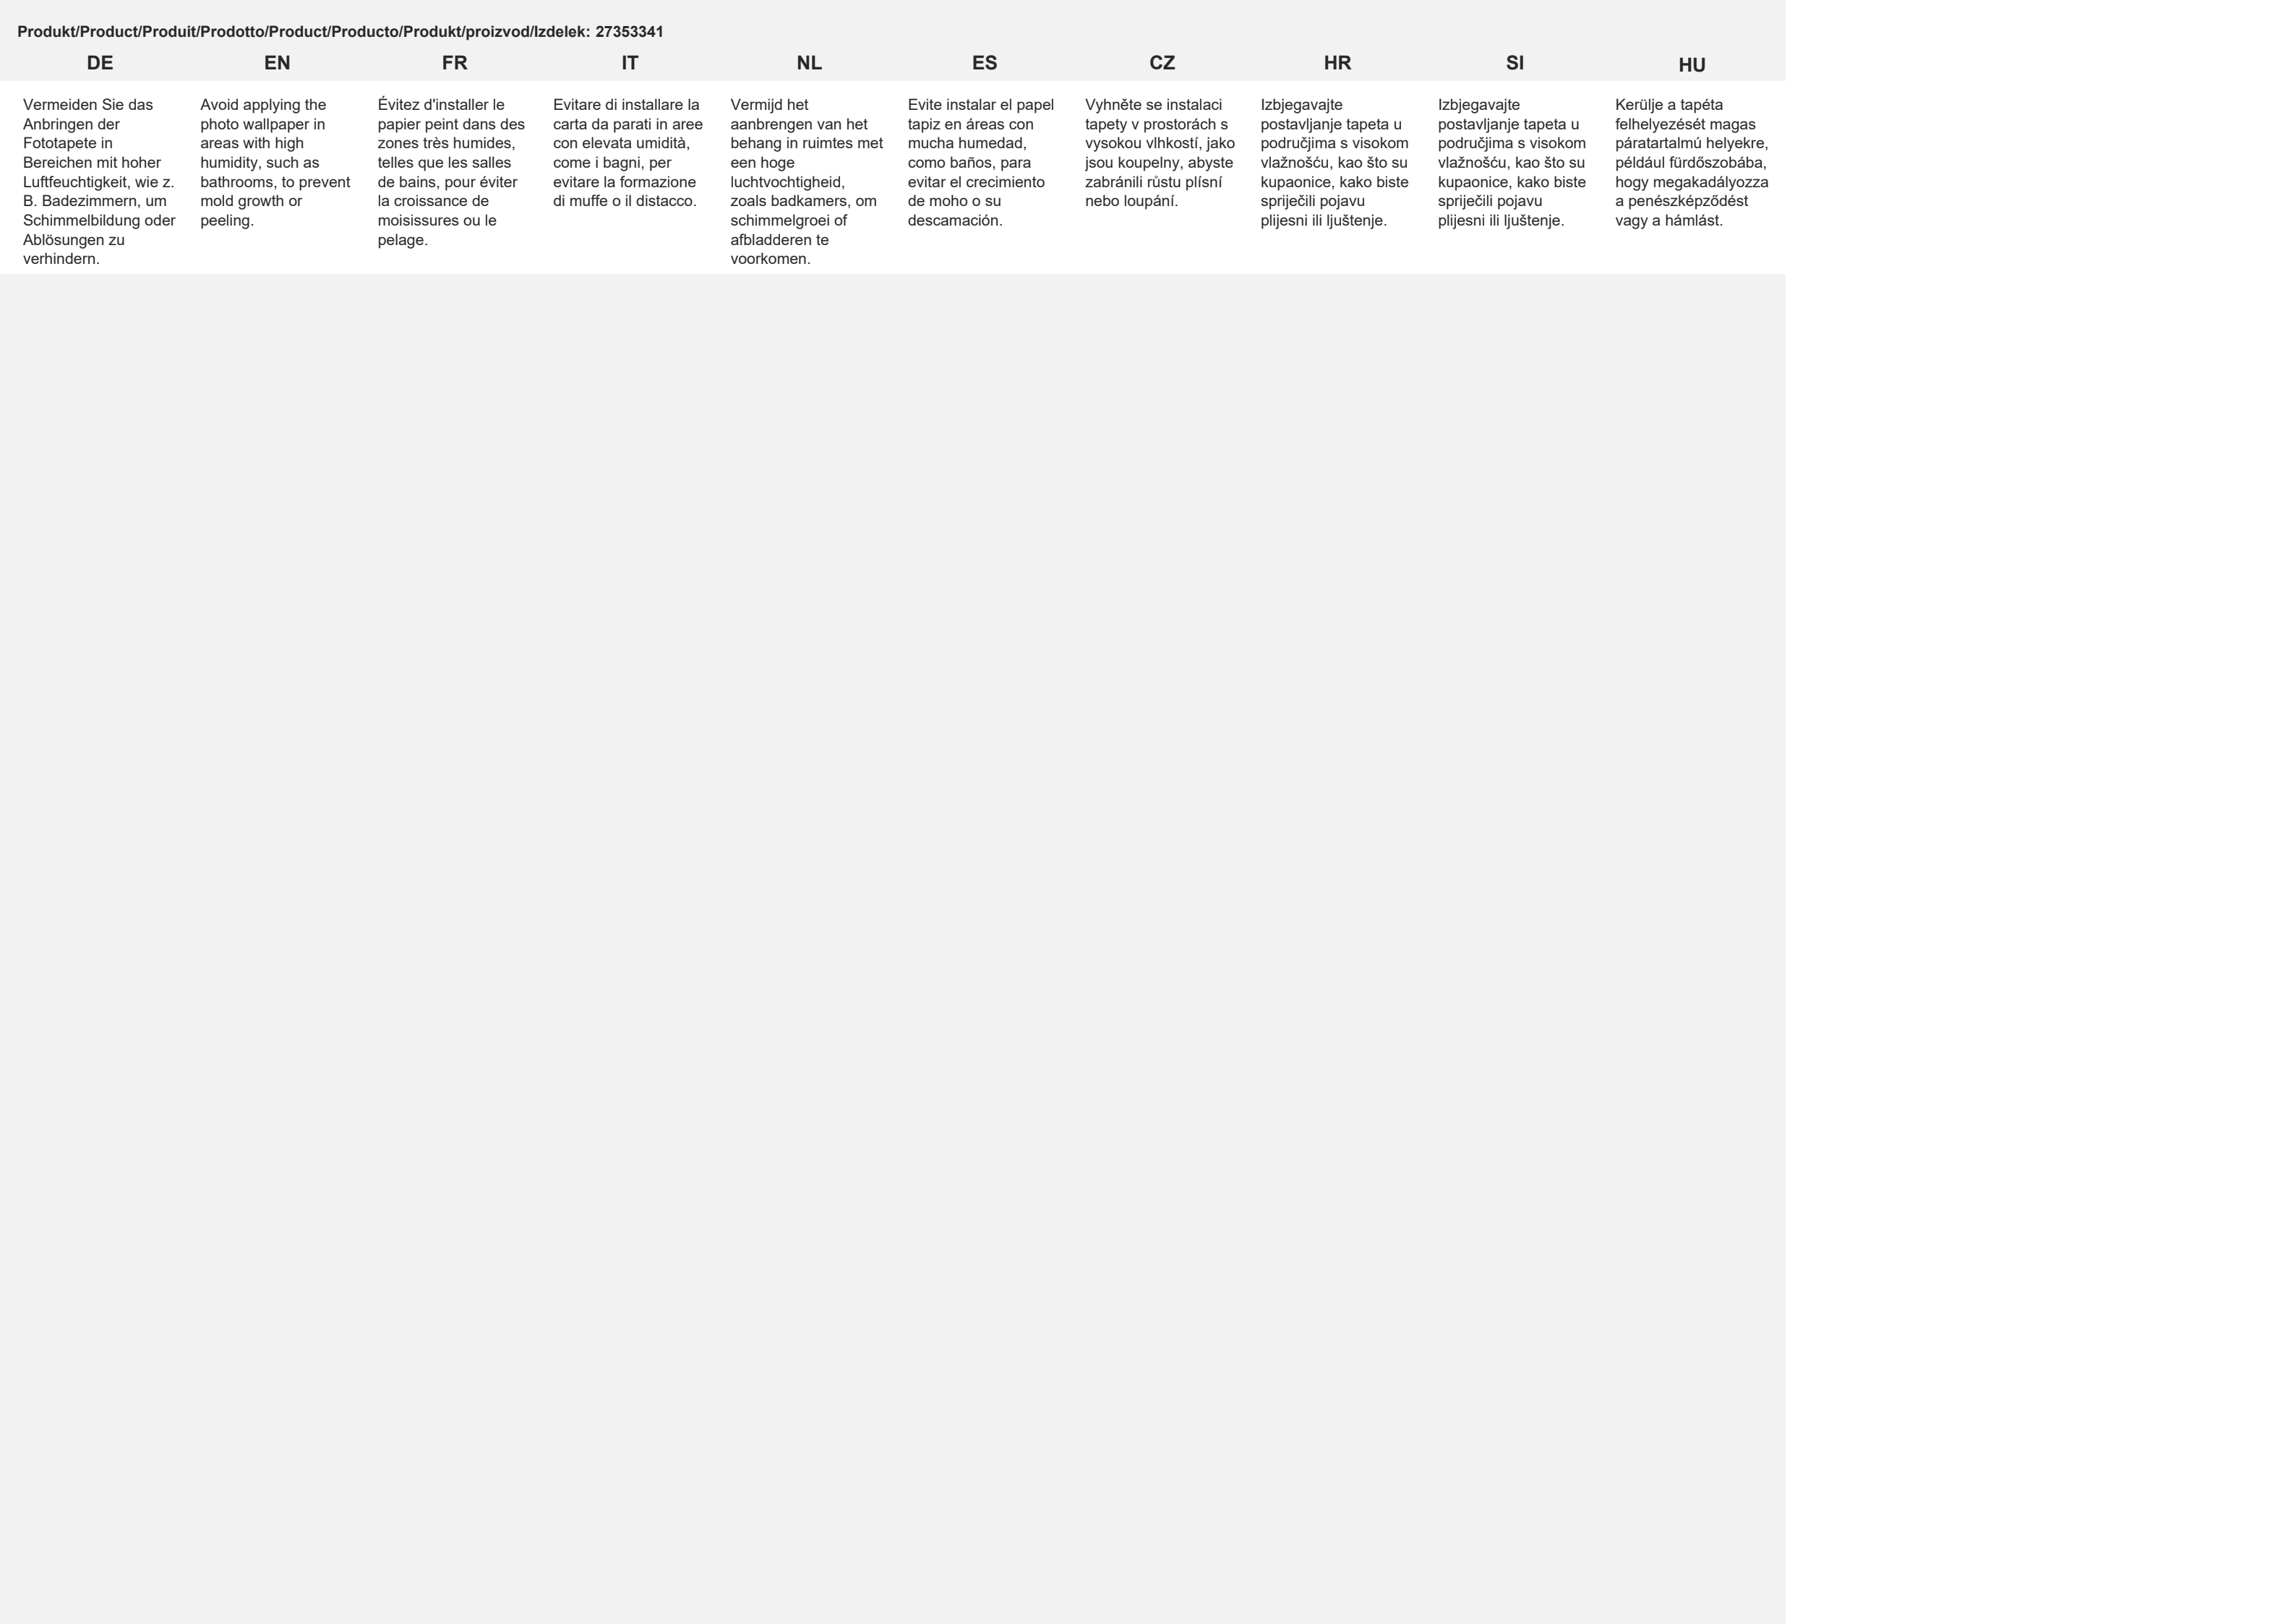 Produkt/Product/Produit/Prodotto/Product/Producto/Produkt/proizvod/Izdelek: 27353341
DE
Vermeiden Sie das
Anbringen der
Fototapete in
Bereichen mit hoher
Luftfeuchtigkeit, wie z.
B. Badezimmern, um
Schimmelbildung oder
Ablösungen zu
verhindern.
EN
Avoid applying the
photo wallpaper in
areas with high
humidity, such as
bathrooms, to prevent
mold growth or
peeling.
FR
Évitez d'installer le
papier peint dans des
zones très humides,
telles que les salles
de bains, pour éviter
la croissance de
moisissures ou le
pelage.
IT
Evitare di installare la
carta da parati in aree
con elevata umidità,
come i bagni, per
evitare la formazione
di muffe o il distacco.
NL
Vermijd het
aanbrengen van het
behang in ruimtes met
een hoge
luchtvochtigheid,
zoals badkamers, om
schimmelgroei of
afbladderen te
voorkomen.
ES
Evite instalar el papel
tapiz en áreas con
mucha humedad,
como baños, para
evitar el crecimiento
de moho o su
descamación.
CZ
Vyhněte se instalaci
tapety v prostorách s
vysokou vlhkostí, jako
jsou koupelny, abyste
zabránili růstu plísní
nebo loupání.
HR
Izbjegavajte
postavljanje tapeta u
područjima s visokom
vlažnošću, kao što su
kupaonice, kako biste
spriječili pojavu
plijesni ili ljuštenje.
SI
Izbjegavajte
postavljanje tapeta u
područjima s visokom
vlažnošću, kao što su
kupaonice, kako biste
spriječili pojavu
plijesni ili ljuštenje.
HU
Kerülje a tapéta
felhelyezését magas
páratartalmú helyekre,
például fürdőszobába,
hogy megakadályozza
a penészképződést
vagy a hámlást.